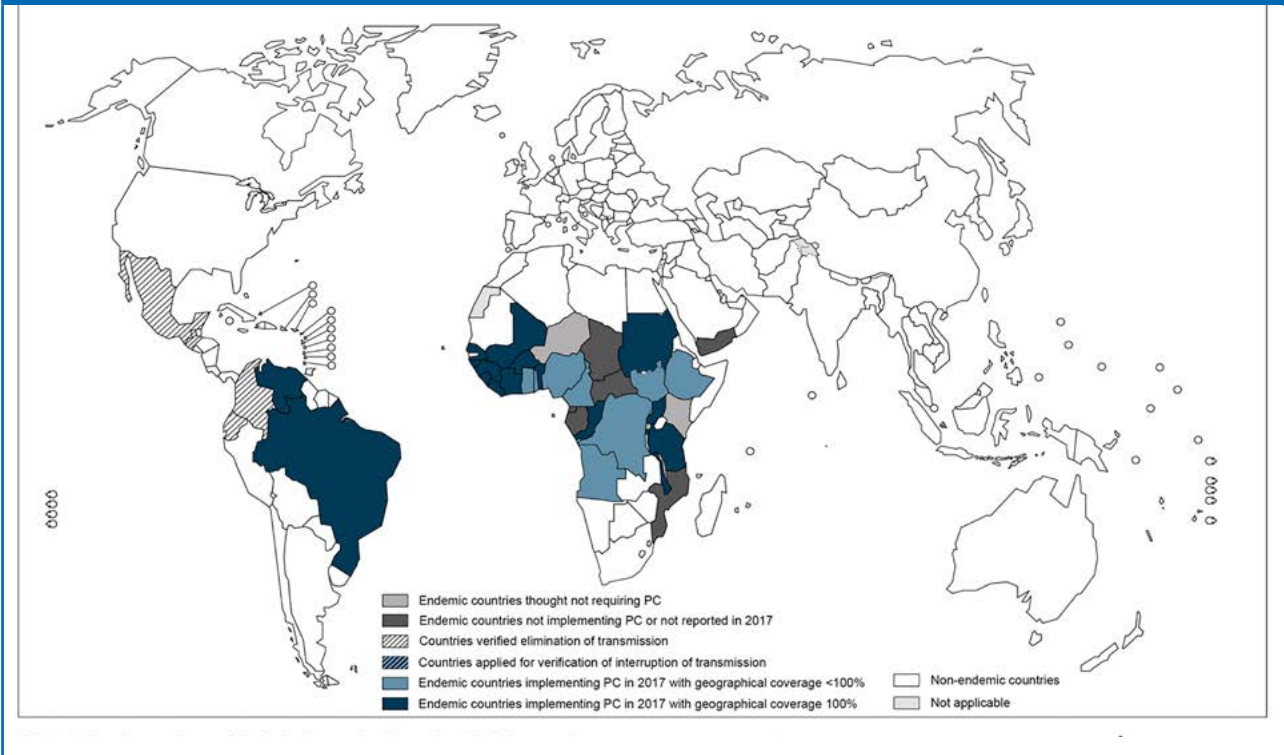 Endemic countries thought not requiring PC
Endemic countries not implementing PC or not reported in 2017
Countries verified elimination of transmission
Countries applied for verification of interruption of transmission
Endemic countries implementing PC in 2017 with geographical coverage <100%
Endemic countries implementing PC in 2017 with geographical coverage 100%
Non-endemic countries
Not applicable